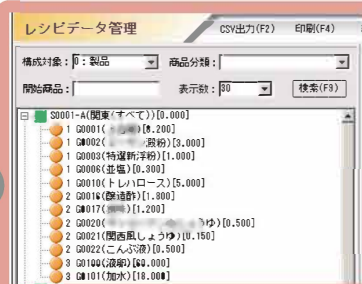 レシピデータ管理 CSV出力(F2) 印刷(F4)
構成対象: 0:製品 商品分類:
開始商品: 表示数: 30 検索(F3)
S0001-A(関東(すべて))[0.000]
1 G0001( )[0.200]
1 G0002( 澱粉)[3.000]
1 G0003(特選新浮粉)[1.000]
1 G0006(並塩)[0.300]
1 G0010(トレハロース)[5.000]
2 G0016(醸造酢)[1.800]
2 G0017( )[1.200]
2 G0020( ゆ)[0.500]
2 G0021(関西風しょうゆ)[0.150]
2 G0022(こんぶ液)[0.500]
3 G0100(液卵)[60.000]
3 G0101(加水)[18.000]